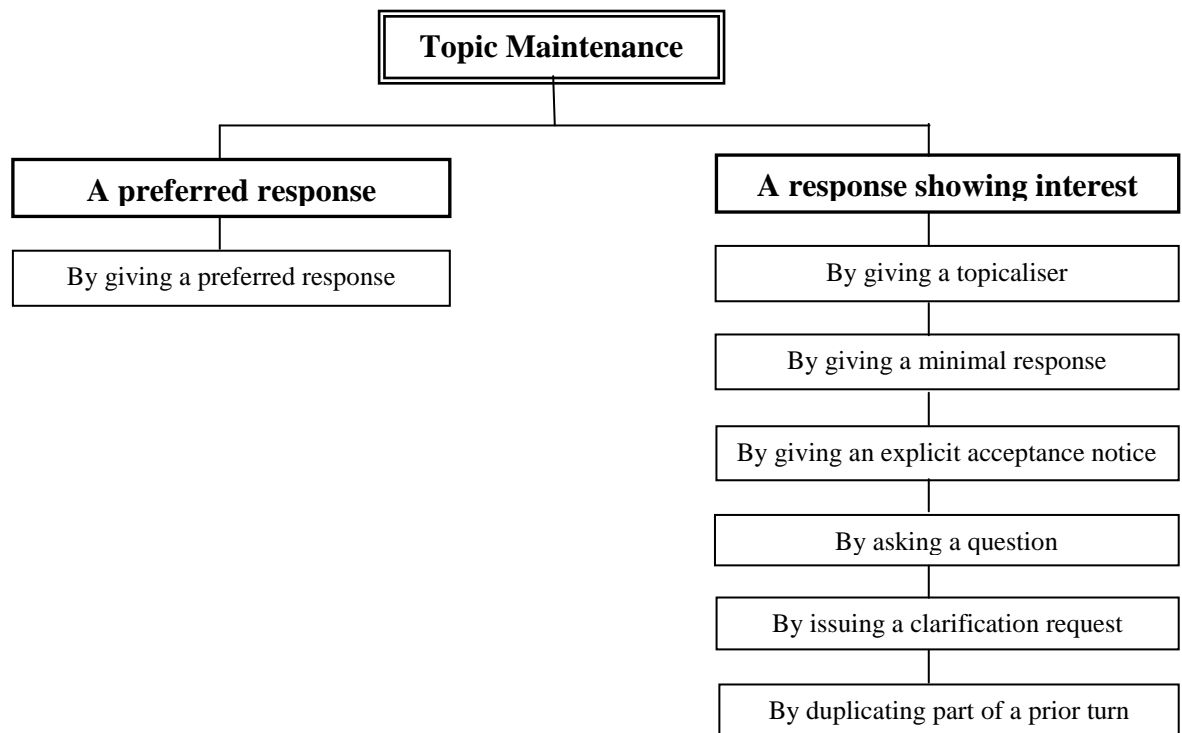 Topic Maintenance
A preferred response
By giving a preferred response
A response showing interest
By giving a topicaliser
By giving a minimal response
By giving an explicit acceptance notice
By asking a question
By issuing a clarification request
By duplicating part of a prior turn